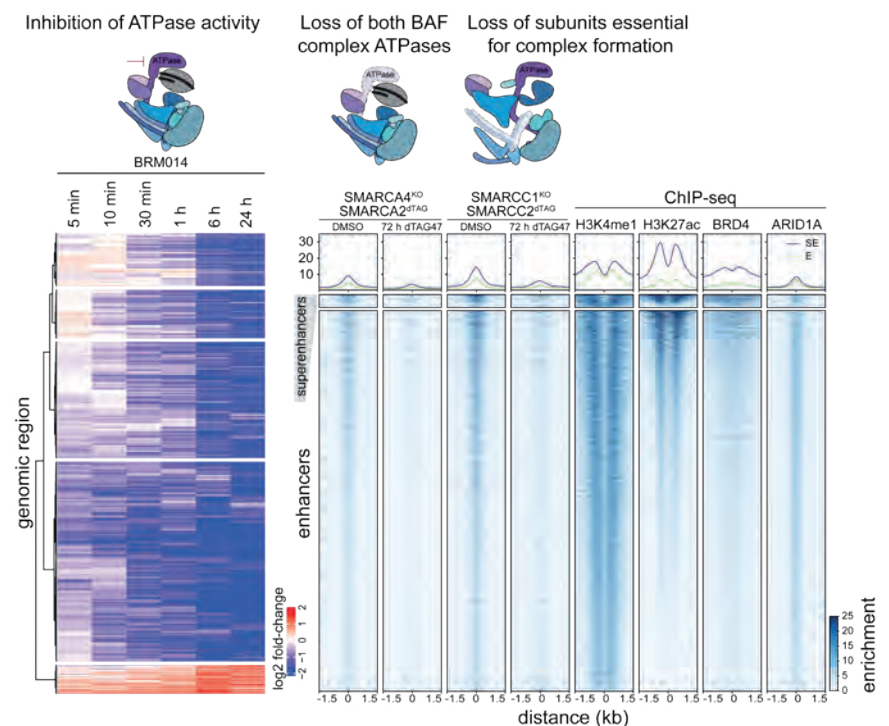 Inhibition of ATPase activity
Loss of both BAF
complex ATPases
Loss of subunits essential
for complex formation
ATPase
ATPase
ATPase
BRM014
5 min
10 min
30 min
1 h
6 h
24 h
genomic region
log2 fold-change
−2 −1 0 1 2
SMARCA4KO
SMARCA2dTAG
SMARCC1KO
SMARCC2dTAG
ChIP-seq
DMSO
72 h dTAG47
DMSO
72 h dTAG47
H3K4me1
H3K27ac
BRD4
ARID1A
30
20
10
SE
E
superenhancers
enhancers
-1.5 0 1.5
-1.5 0 1.5
-1.5 0 1.5
-1.5 0 1.5
-1.5 0 1.5
-1.5 0 1.5
-1.5 0 1.5
-1.5 0 1.5
distance (kb)
25
20
15
10
5
0
enrichment